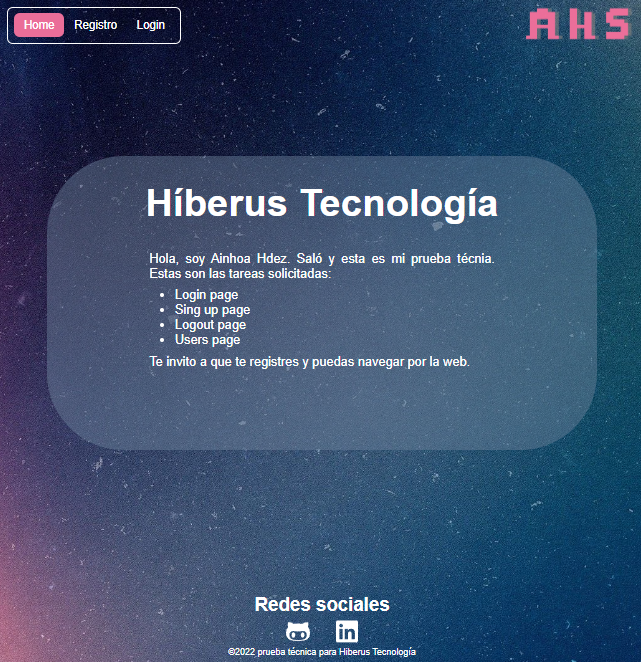 Home Registro Login
AHS
Híberus Tecnología
Hola, soy Ainhoa Hdez. Saló y esta es mi prueba técnia.
Estas son las tareas solicitadas:
• Login page
• Sing up page
• Logout page
• Users page
Te invito a que te registres y puedas navegar por la web.
Redes sociales
in
©2022 prueba técnica para Hiberus Tecnología